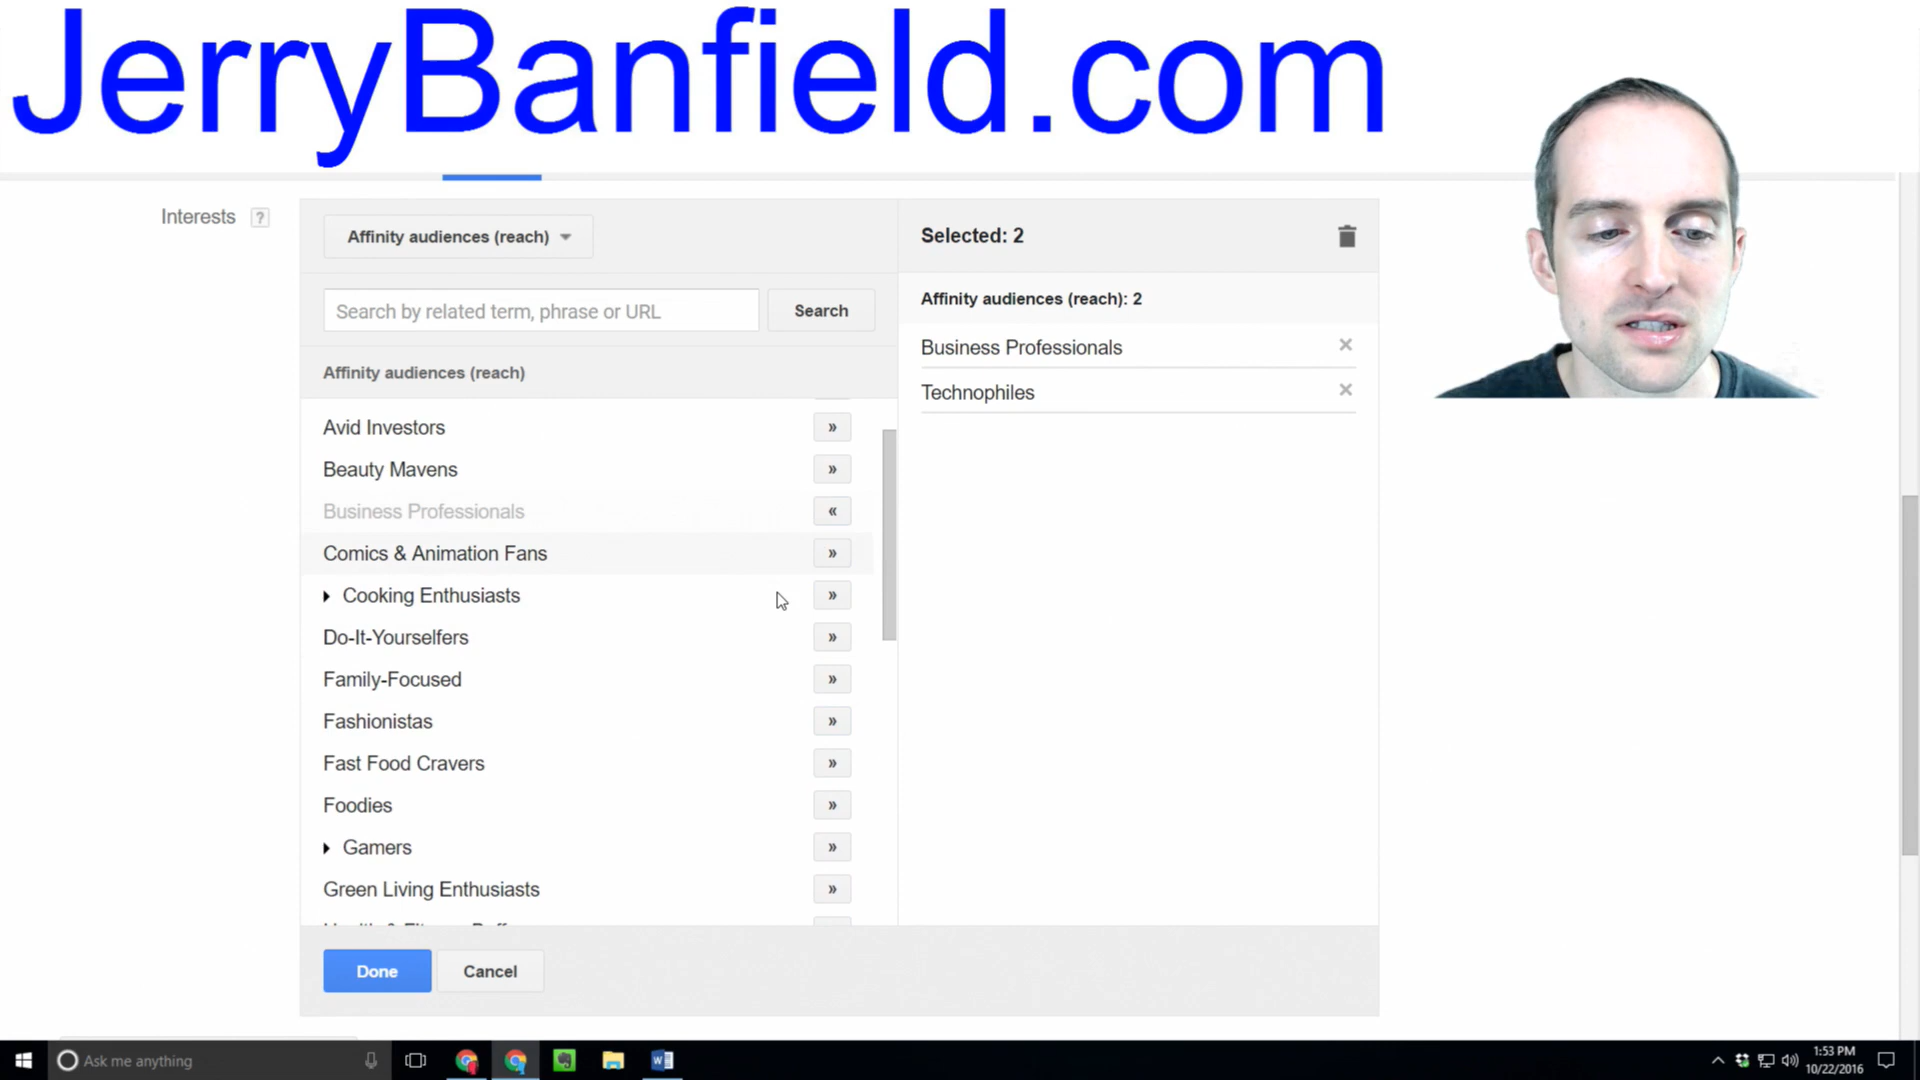 JerryBanfield.com
Interests ?
Affinity audiences (reach)
Selected: 2
Search by related term, phrase or URL
Search
Affinity audiences (reach): 2
Business Professionals
Technophiles
Affinity audiences (reach)
Avid Investors »
Beauty Mavens »
Business Professionals «
Comics & Animation Fans »
Cooking Enthusiasts »
Do-It-Yourselfers »
Family-Focused »
Fashionistas »
Fast Food Cravers »
Foodies »
Gamers »
Green Living Enthusiasts »
Done
Cancel
Ask me anything
1:53 PM
10/22/2016